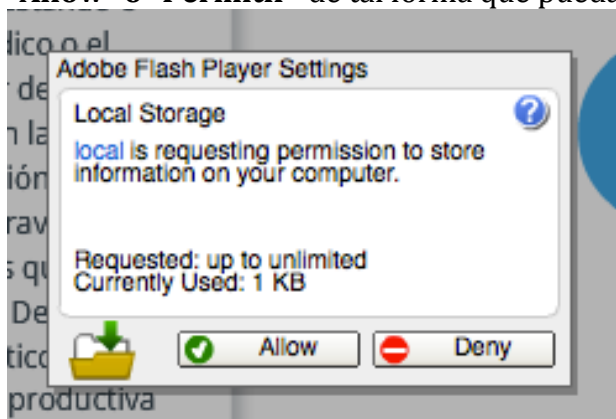 "Allow" o "Permitir" de tal forma que pueda
dico o el
de
Adobe Flash Player Settings
Local Storage
local is requesting permission to store
information on your computer.
n la
ión
rav
Requested: up to unlimited
Currently Used: 1 KB
s qu
De
Allow
Deny
tico
productiva